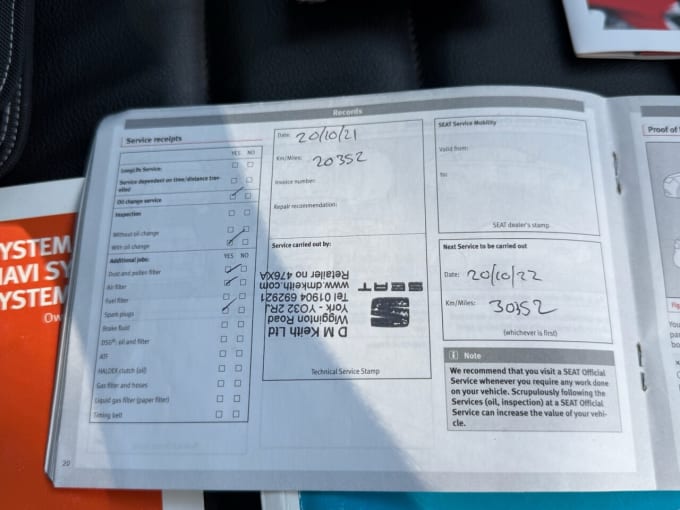 Records
Service receipts
YES NO
LongLife Service:
Service dependent on time/distance trav-
elled
Oil change service
Inspection
Without oil change
With oil change
Additional jobs: YES NO
Dust and pollen filter
Air filter
Fuel filter
Spark plugs
Brake fluid
DSG®: oil and filter
ATF
HALDEX clutch (oil)
Gas filter and hoses
Liquid gas filter (paper filter)
Timing belt
20
Date: 20/10/21
Km/Miles: 20352
Invoice number:
Repair recommendation:
Service carried out by:
D M Keith Ltd
Wigginton Road
York - YO32 2RJ
Tel 01904 692921
www.dmkeith.com
Retailer no 476XA
SEAT
Technical Service Stamp
SEAT Service Mobility
Valid from:
to:
SEAT dealer's stamp
Next Service to be carried out
Date: 20/10/22
Km/Miles: 30352
(whichever is first)
i Note
We recommend that you visit a SEAT Official
Service whenever you require any work done
on your vehicle. Scrupulously following the
Services (oil, inspection) at a SEAT Official
Service can increase the value of your vehi-
cle.
Proof of
YSTEM
NAVI SY
YSTEM
Ow